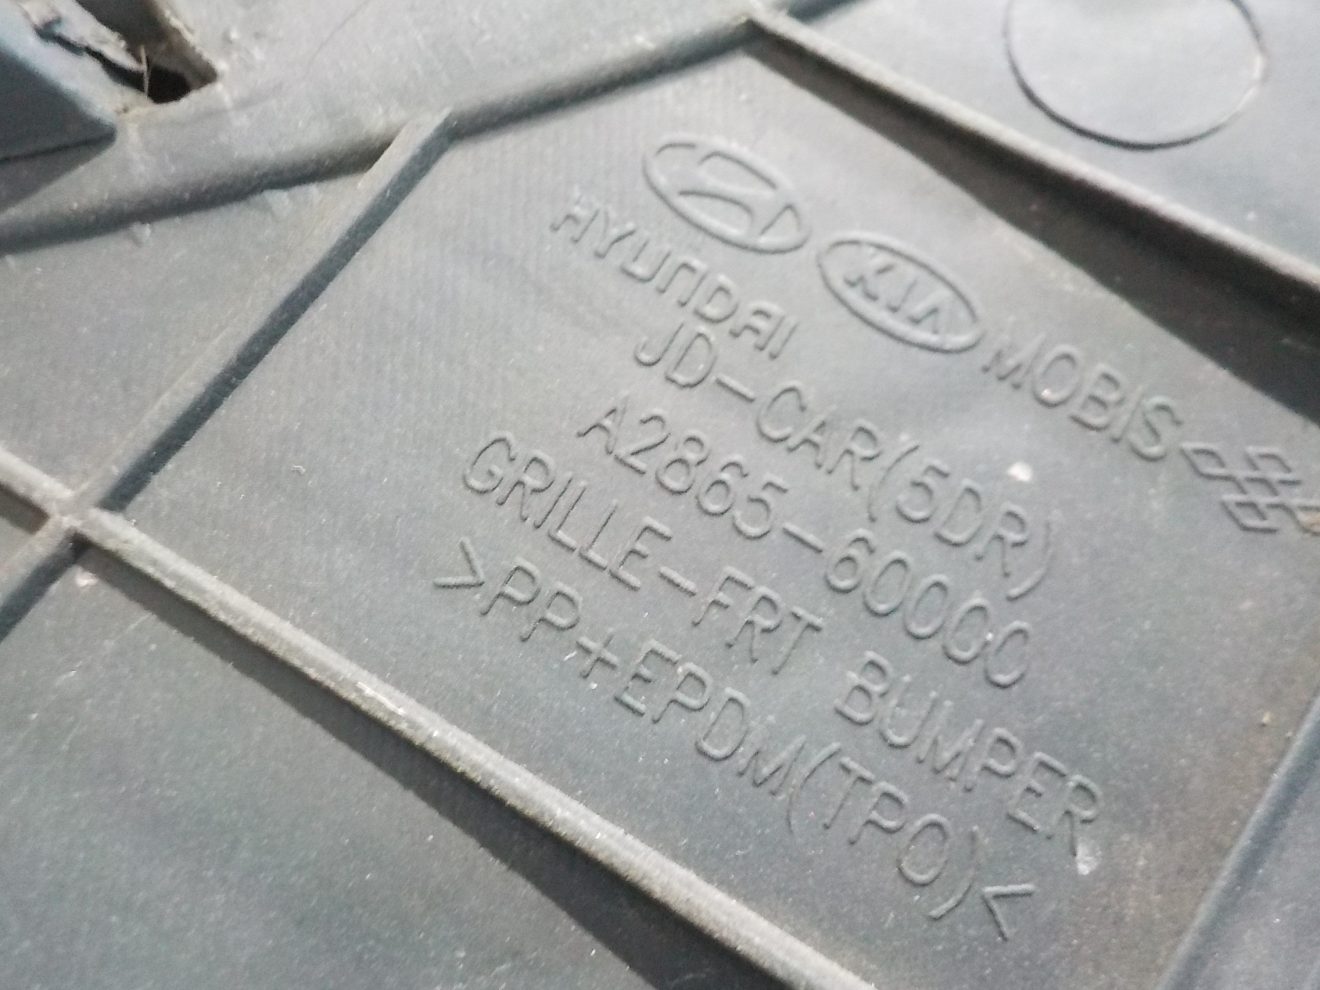 HYUNDAI KIA MOBIS
JD-CAR(5DR)
A2865-60000
GRILLE-FRT BUMPER
>PP+EPDM(TPO)<